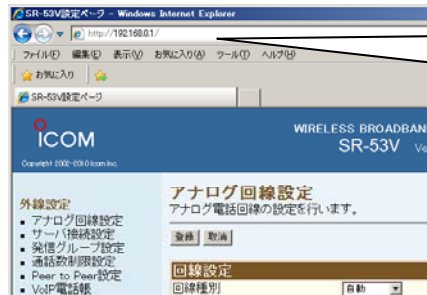 SR-53V設定ページ - Windows Internet Explorer
http://192.168.0.1/
ファイル(F) 編集(E) 表示(V) お気に入り(A) ツール(T) ヘルプ(H)
お気に入り
SR-53V設定ページ
ICOM
WIRELESS BROADBAN
SR-53V Ve
Copyright 2002-2010 Icom Inc.
外線設定
アナログ回線設定
サーバ接続設定
発信グループ設定
通話数制限設定
Peer to Peer設定
VoIP電話帳
アナログ回線設定
アナログ電話回線の設定を行います。
登録 取消
回線設定
回線種別 自動